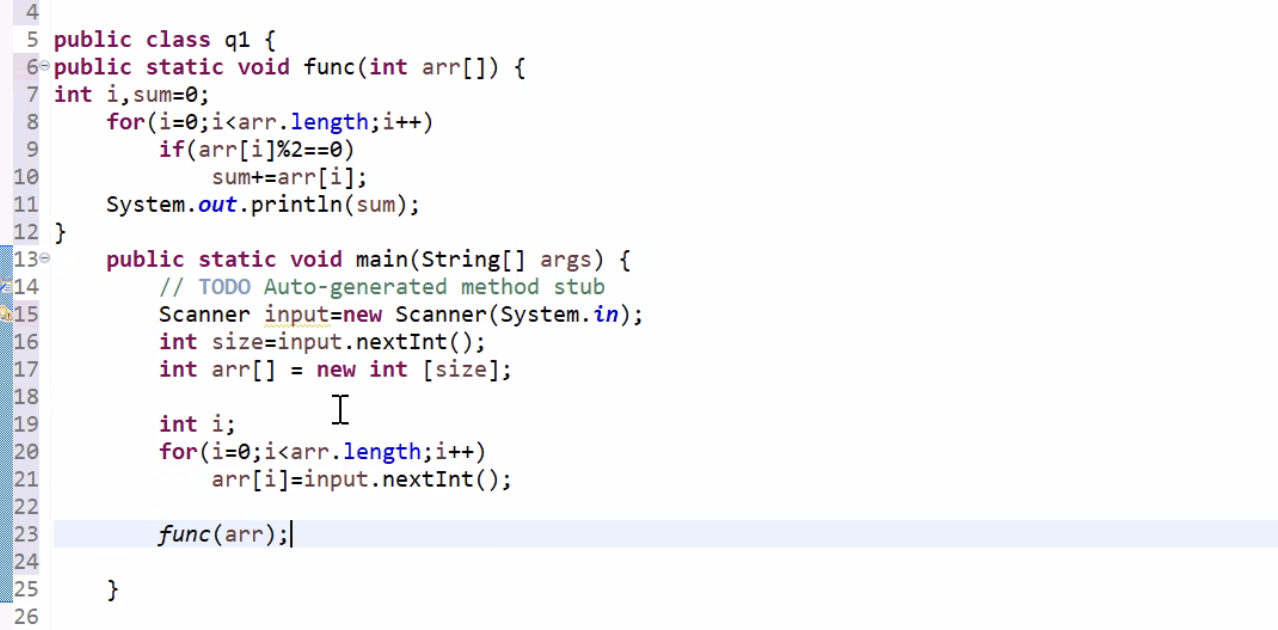 4
5 public class q1 {
6 public static void func(int arr[]) {
7 int i,sum=0;
8     for(i=0;i<arr.length;i++)
9         if(arr[i]%2==0)
10             sum+=arr[i];
11     System.out.println(sum);
12 }
13     public static void main(String[] args) {
14         // TODO Auto-generated method stub
15         Scanner input=new Scanner(System.in);
16         int size=input.nextInt();
17         int arr[] = new int [size];
18
19         int i;
20         for(i=0;i<arr.length;i++)
21             arr[i]=input.nextInt();
22
23         func(arr);
24
25     }
26